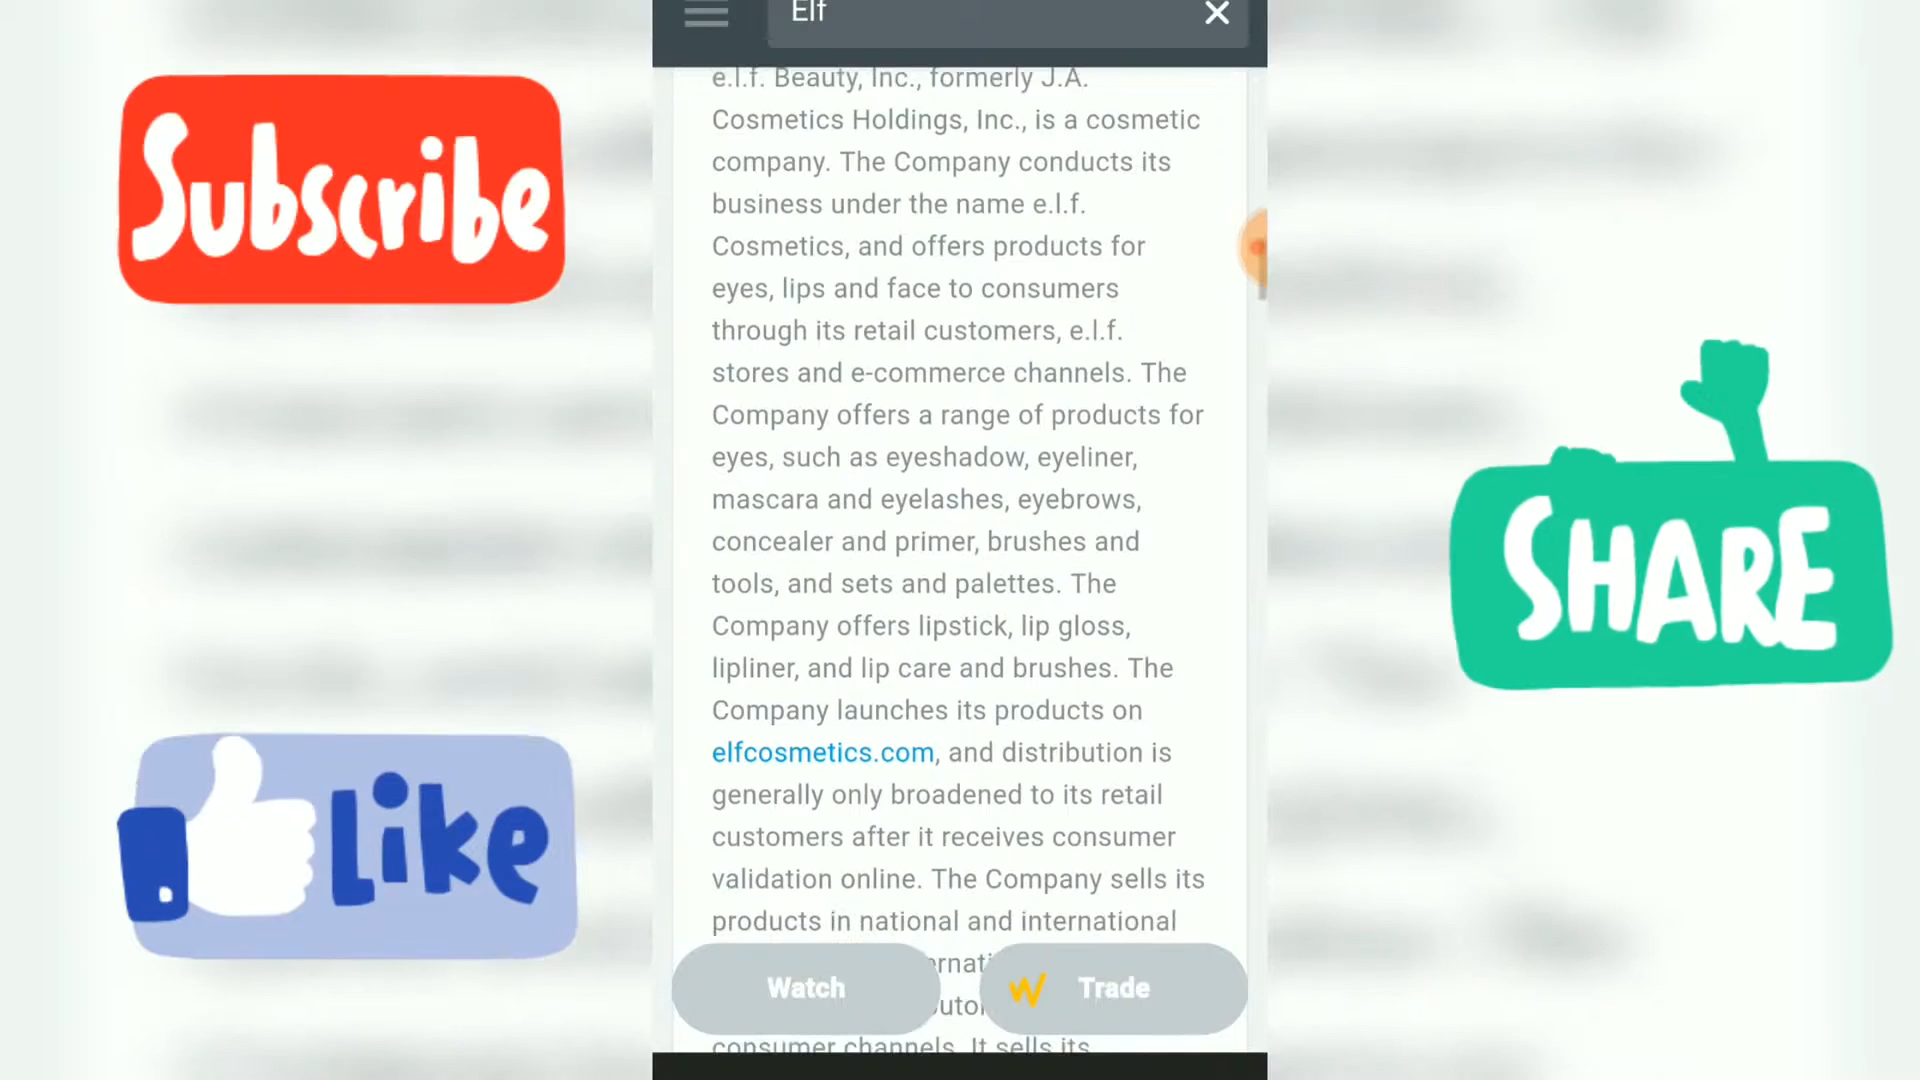 Elf
Subscribe
e.l.f. Beauty, Inc., formerly J.A.
Cosmetics Holdings, Inc., is a cosmetic
company. The Company conducts its
business under the name e.l.f.
Cosmetics, and offers products for
eyes, lips and face to consumers
through its retail customers, e.l.f.
stores and e-commerce channels. The
Company offers a range of products for
eyes, such as eyeshadow, eyeliner,
mascara and eyelashes, eyebrows,
concealer and primer, brushes and
tools, and sets and palettes. The
Company offers lipstick, lip gloss,
lipliner, and lip care and brushes. The
Company launches its products on
elfcosmetics.com, and distribution is
generally only broadened to its retail
customers after it receives consumer
validation online. The Company sells its
products in national and international
Watch
Trade
consumer channels. It sells its
SHARE
Like